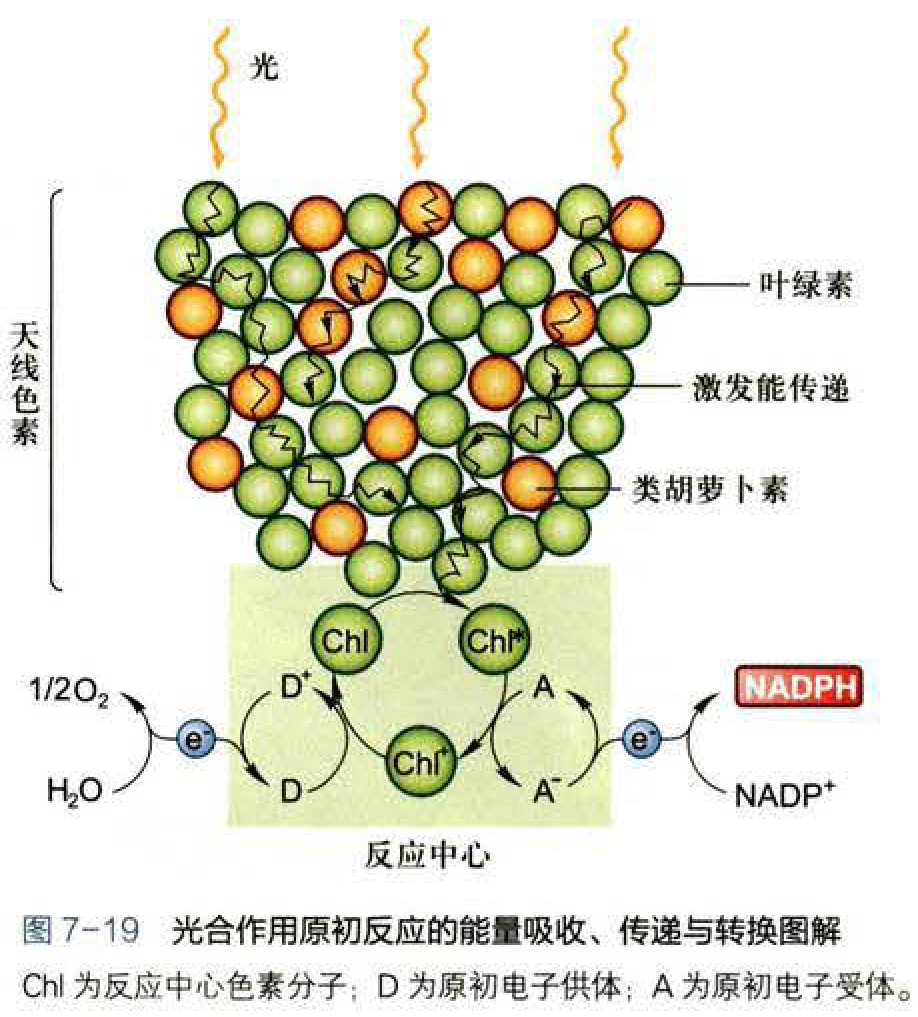 光
天线色素
叶绿素
激发能传递
类胡萝卜素
Chl
Chl*
1/2O₂
D⁺
A
NADPH
e⁻
e⁻
Chl⁺
H₂O
D
A⁻
NADP⁺
反应中心
图 7-19 光合作用原初反应的能量吸收、传递与转换图解
Chl 为反应中心色素分子；D 为原初电子供体；A 为原初电子受体。